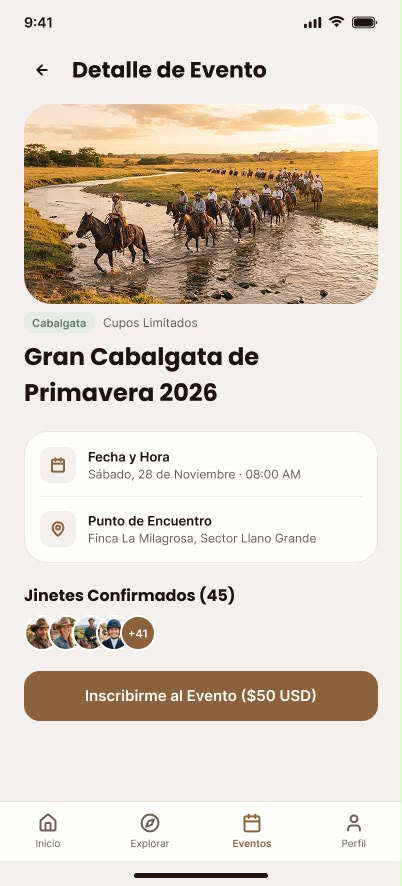 9:41
Detalle de Evento
Cabalgata Cupos Limitados
Gran Cabalgata de
Primavera 2026
Fecha y Hora
Sábado, 28 de Noviembre · 08:00 AM
Punto de Encuentro
Finca La Milagrosa, Sector Llano Grande
Jinetes Confirmados (45)
+41
Inscribirme al Evento ($50 USD)
Inicio Explorar Eventos Perfil